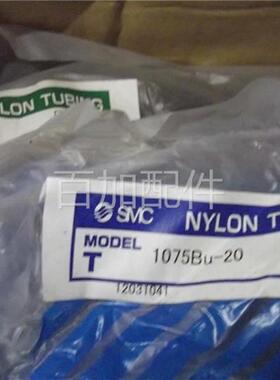 LON TUBING
百加配件
SMC NYLON T
MODEL
T 1075Bu-20
12031041